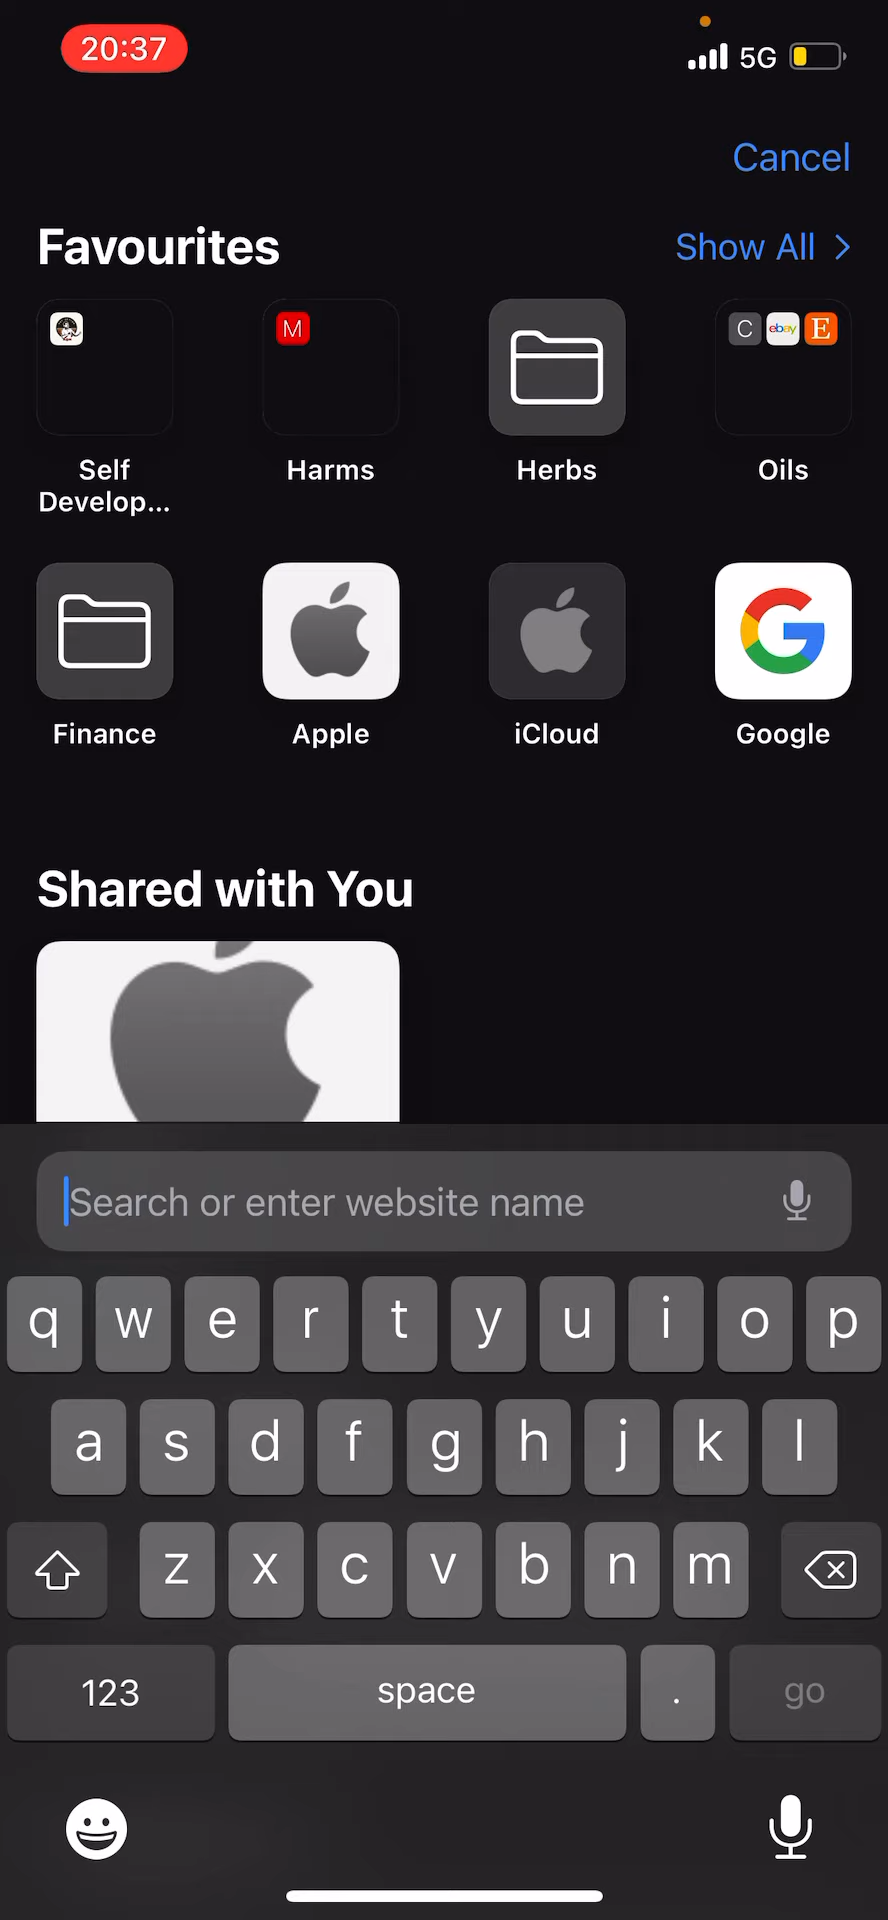 20:37
5G
Cancel
Favourites
Show All
M
C
ebay
E
Self
Develop...
Harms
Herbs
Oils
Finance
Apple
iCloud
Google
Shared with You
Search or enter website name
q w e r t y u i o p
a s d f g h j k l
z x c v b n m
123
space
.
go